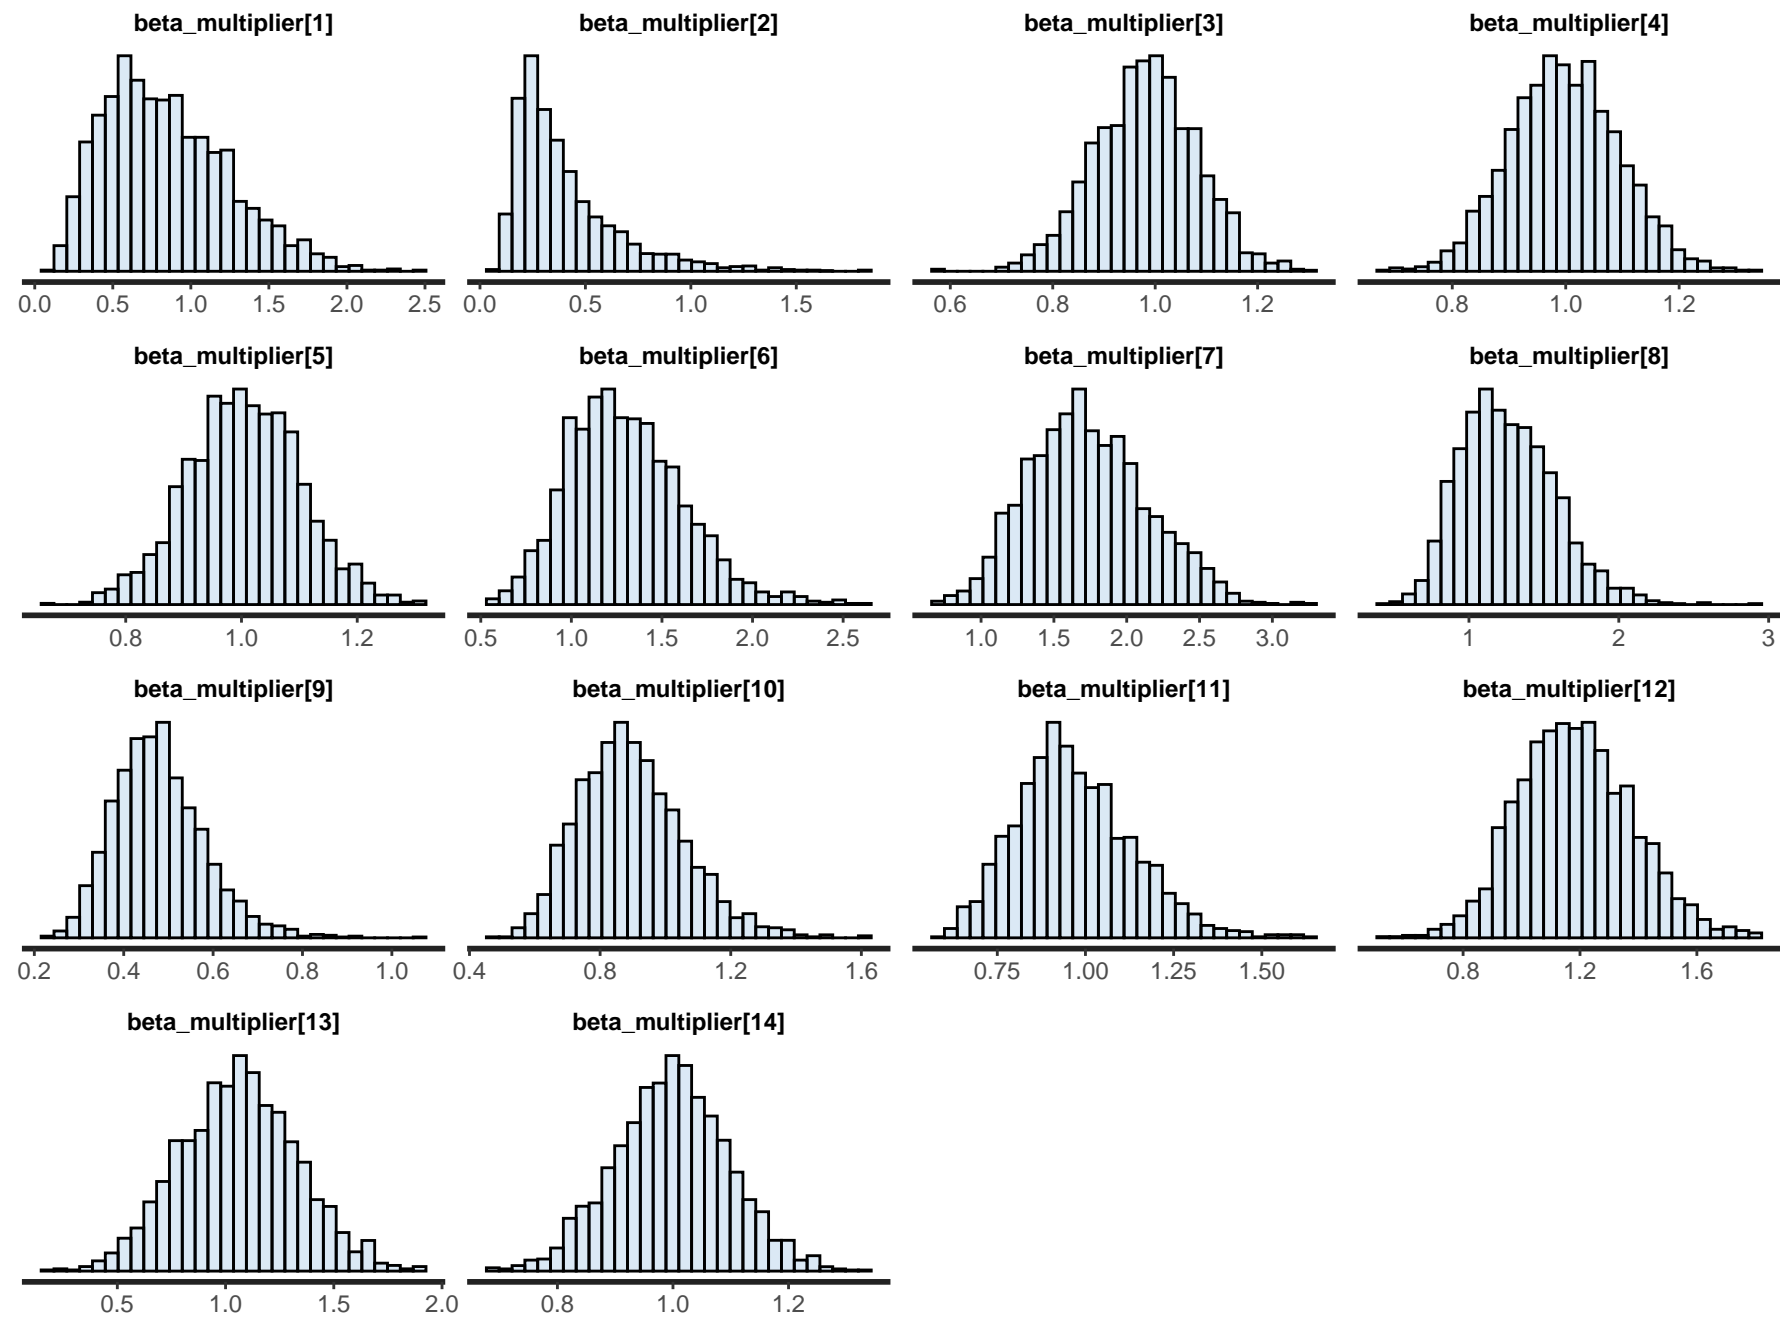 beta_multiplier[1] beta_multiplier[2] beta_multiplier[3] beta_multiplier[4]
0.0 0.5 1.0 1.5 2.0 2.5 0.0 0.5 1.0 1.5 0.6 0.8 1.0 1.2 0.8 1.0 1.2
beta_multiplier[5] beta_multiplier[6] beta_multiplier[7] beta_multiplier[8]
0.8 1.0 1.2 0.5 1.0 1.5 2.0 2.5 1.0 1.5 2.0 2.5 3.0 1 2 3
beta_multiplier[9] beta_multiplier[10] beta_multiplier[11] beta_multiplier[12]
0.2 0.4 0.6 0.8 1.0 0.4 0.8 1.2 1.6 0.75 1.00 1.25 1.50 0.8 1.2 1.6
beta_multiplier[13] beta_multiplier[14]
0.5 1.0 1.5 2.0 0.8 1.0 1.2